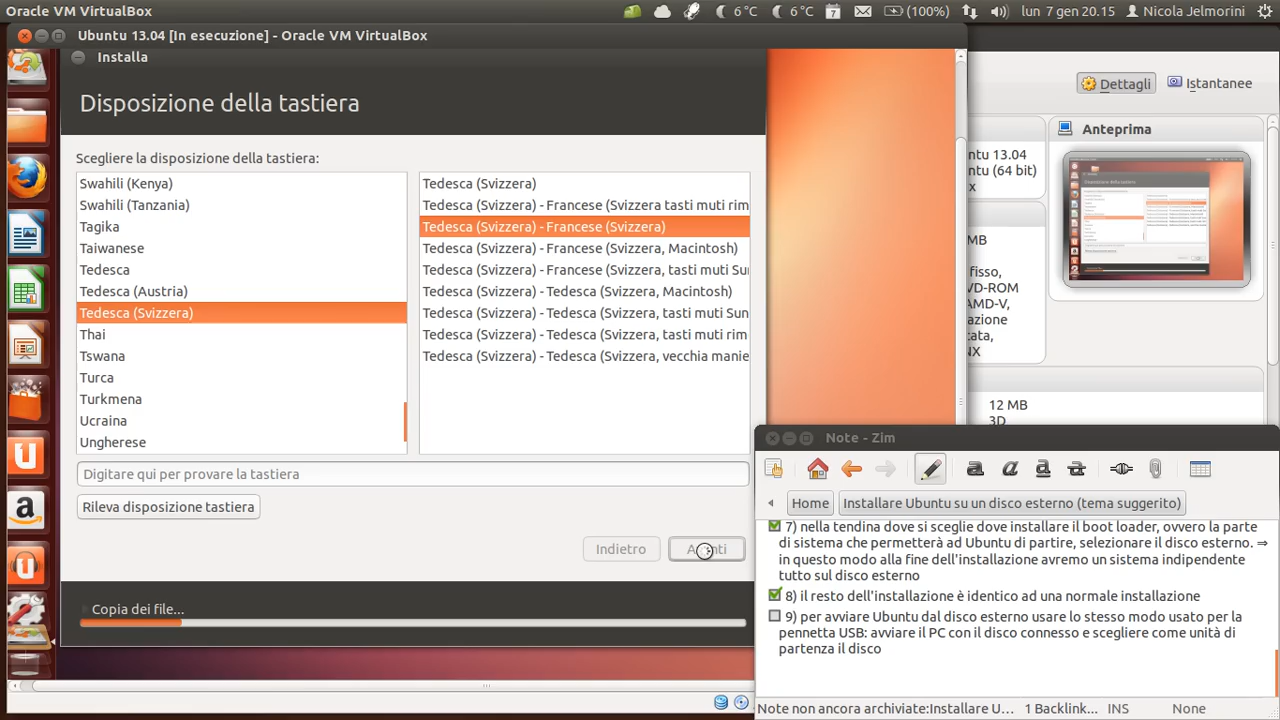 Oracle VM VirtualBox
6°C
6°C
7
(100%)
lun 7 gen 20.15
Nicola Jelmorini
Ubuntu 13.04 [In esecuzione] - Oracle VM VirtualBox
Installa
Disposizione della tastiera
Scegliere la disposizione della tastiera:
Swahili (Kenya)
Swahili (Tanzania)
Tagika
Taiwanese
Tedesca
Tedesca (Austria)
Tedesca (Svizzera)
Thai
Tswana
Turca
Turkmena
Ucraina
Ungherese
Tedesca (Svizzera)
Tedesca (Svizzera) - Francese (Svizzera tasti muti rim
Tedesca (Svizzera) - Francese (Svizzera)
Tedesca (Svizzera) - Francese (Svizzera, Macintosh)
Tedesca (Svizzera) - Francese (Svizzera, tasti muti Sun
Tedesca (Svizzera) - Tedesca (Svizzera, Macintosh)
Tedesca (Svizzera) - Tedesca (Svizzera, tasti muti Sun
Tedesca (Svizzera) - Tedesca (Svizzera, tasti muti rim
Tedesca (Svizzera) - Tedesca (Svizzera, vecchia manie
Digitare qui per provare la tastiera
Rileva disposizione tastiera
Indietro
Avanti
Copia dei file...
Dettagli
Istantanee
Anteprima
ntu 13.04
ntu (64 bit)
x
MB
fisso,
VD-ROM
AMD-V,
azione
cata,
NX
12 MB
3D
Note - Zim
Home
Installare Ubuntu su un disco esterno (tema suggerito)
7) nella tendina dove si sceglie dove installare il boot loader, ovvero la parte
di sistema che permetterà ad Ubuntu di partire, selezionare il disco esterno. ⇒
in questo modo alla fine dell'installazione avremo un sistema indipendente
tutto sul disco esterno
8) il resto dell'installazione è identico ad una normale installazione
9) per avviare Ubuntu dal disco esterno usare lo stesso modo usato per la
pennetta USB: avviare il PC con il disco connesso e scegliere come unità di
partenza il disco
Note non ancora archiviate:Installare U...
1 Backlink...
INS
None